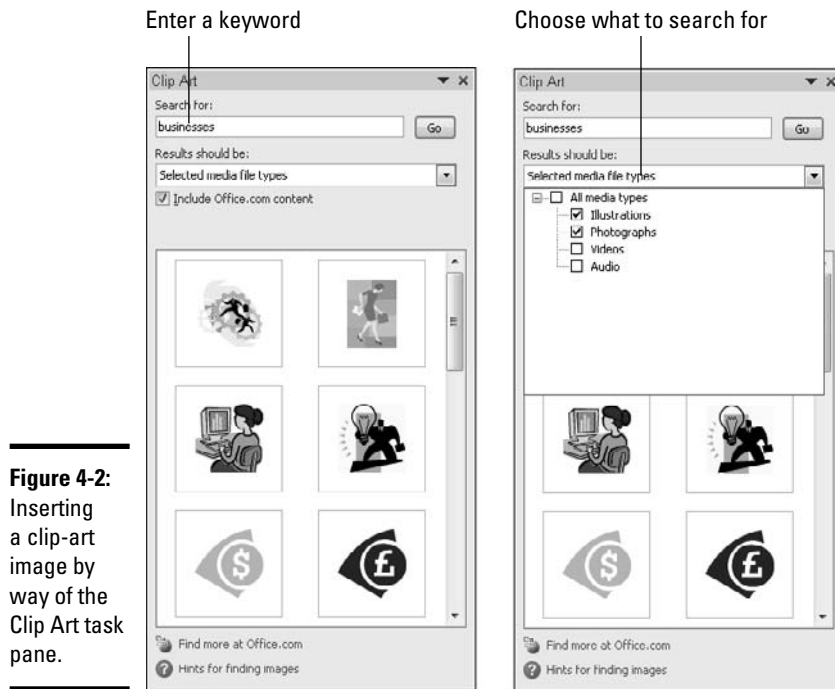 Enter a keyword
Choose what to search for
Clip Art
Search for:
businesses
Go
Results should be:
Selected media file types
Include Office.com content
$
£
Find more at Office.com
Hints for finding images
Clip Art
Search for:
businesses
Go
Results should be:
Selected media file types
All media types
Illustrations
Photographs
Videos
Audio
$
£
Find more at Office.com
Hints for finding images
Figure 4-2:
Inserting
a clip-art
image by
way of the
Clip Art task
pane.